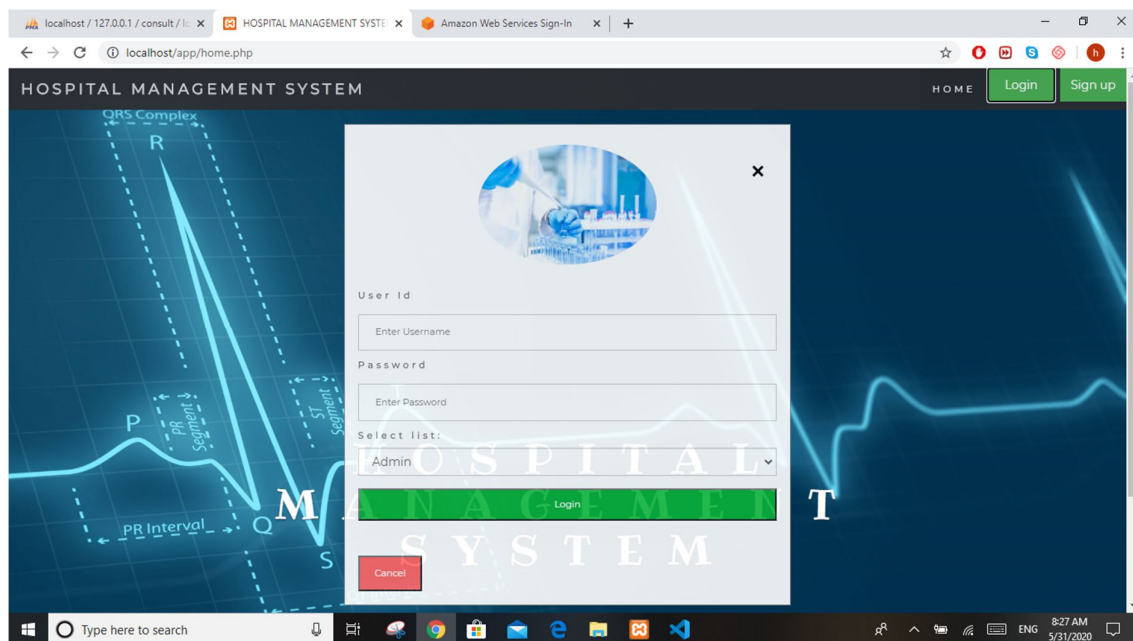 localhost / 127.0.0.1 / consult / lo
HOSPITAL MANAGEMENT SYSTE
Amazon Web Services Sign-In
localhost/app/home.php
HOSPITAL MANAGEMENT SYSTEM
HOME
Login
Sign up
QRS Complex
R
User Id
Enter Username
Password
Enter Password
P
PR
Segment
ST
Segment
Select list:
Admin
HOSPITAL
MANAGEMENT
SYSTEM
Login
PR Interval
Q
S
Cancel
Type here to search
ENG
8:27 AM
5/31/2020